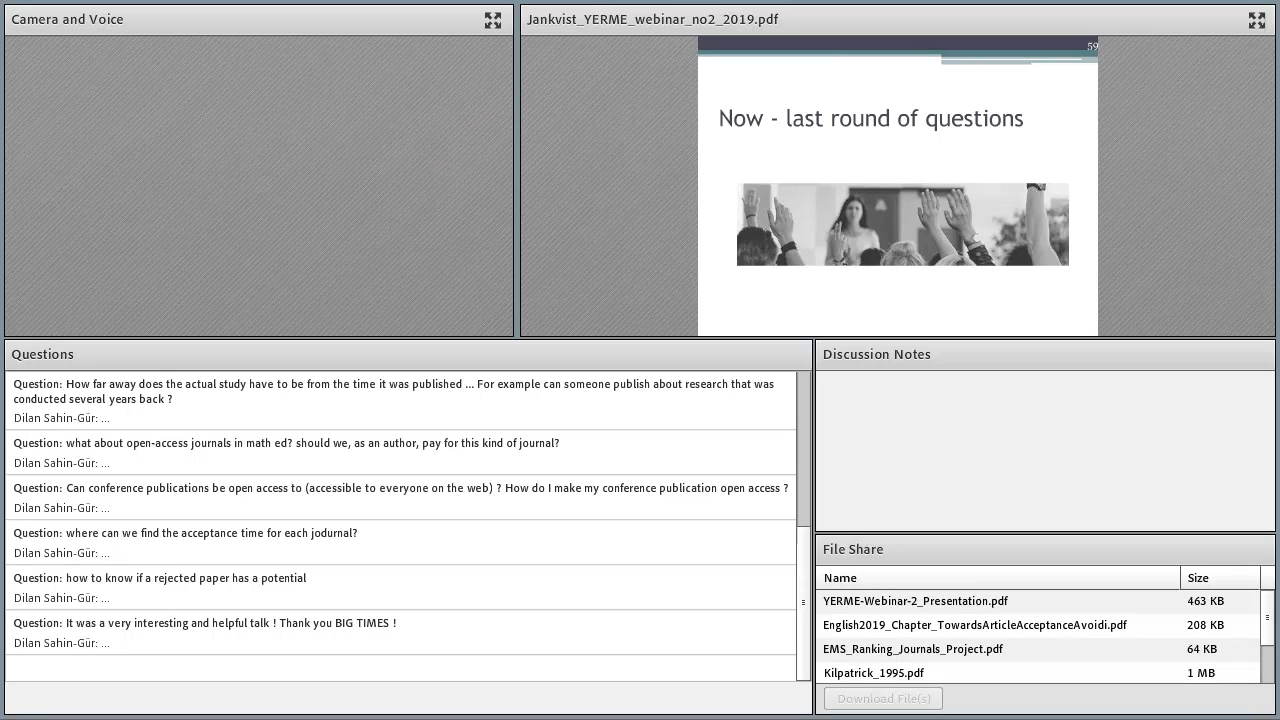 Camera and Voice
Jankvist_YERME_webinar_no2_2019.pdf
59
Now - last round of questions
Questions
Question: How far away does the actual study have to be from the time it was published ... For example can someone publish about research that was
conducted several years back ?
Dilan Sahin-Gür: ...
Question: what about open-access journals in math ed? should we, as an author, pay for this kind of journal?
Dilan Sahin-Gür: ...
Question: Can conference publications be open access to (accessible to everyone on the web) ? How do I make my conference publication open access ?
Dilan Sahin-Gür: ...
Question: where can we find the acceptance time for each jodurnal?
Dilan Sahin-Gür: ...
Question: how to know if a rejected paper has a potential
Dilan Sahin-Gür: ...
Question: It was a very interesting and helpful talk ! Thank you BIG TIMES !
Dilan Sahin-Gür: ...
Discussion Notes
File Share
Name Size
YERME-Webinar-2_Presentation.pdf 463 KB
English2019_Chapter_TowardsArticleAcceptanceAvoidi.pdf 208 KB
EMS_Ranking_Journals_Project.pdf 64 KB
Kilpatrick_1995.pdf 1 MB
Download File(s)